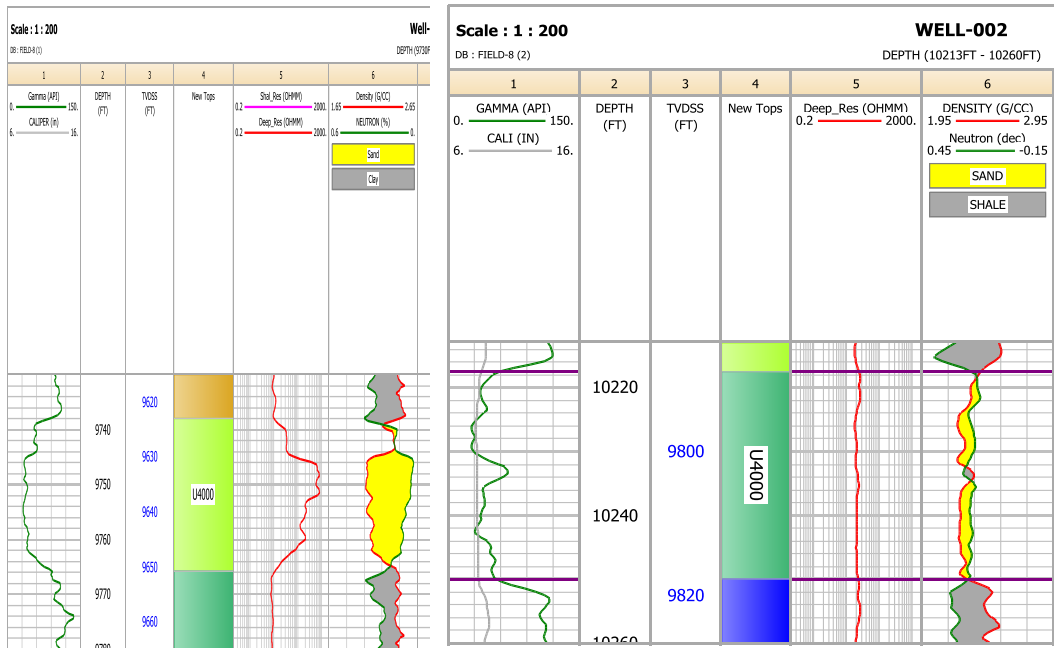 Scale : 1 : 200
Well-
DB : FIELD-8 (1)
DEPTH (9730F
1
2
3
4
5
6
Gamma (API)
0. 150.
CALIPER (in)
6. 16.
DEPTH
(FT)
TVDSS
(FT)
New Tops
Shal_Res (OHMM)
0.2 2000.
Deep_Res (OHMM)
0.2 2000.
Density (G/CC)
1.65 2.65
NEUTRON (%)
0.6 0.
Sand
Clay
9620
9740
9630
9750
U4000
9640
9760
9650
9770
9660
9780
Scale : 1 : 200
WELL-002
DB : FIELD-8 (2)
DEPTH (10213FT - 10260FT)
1
2
3
4
5
6
GAMMA (API)
0. 150.
CALI (IN)
6. 16.
DEPTH
(FT)
TVDSS
(FT)
New Tops
Deep_Res (OHMM)
0.2 2000.
DENSITY (G/CC)
1.95 2.95
Neutron (dec)
0.45 -0.15
SAND
SHALE
10220
9800
U4000
10240
9820
10260